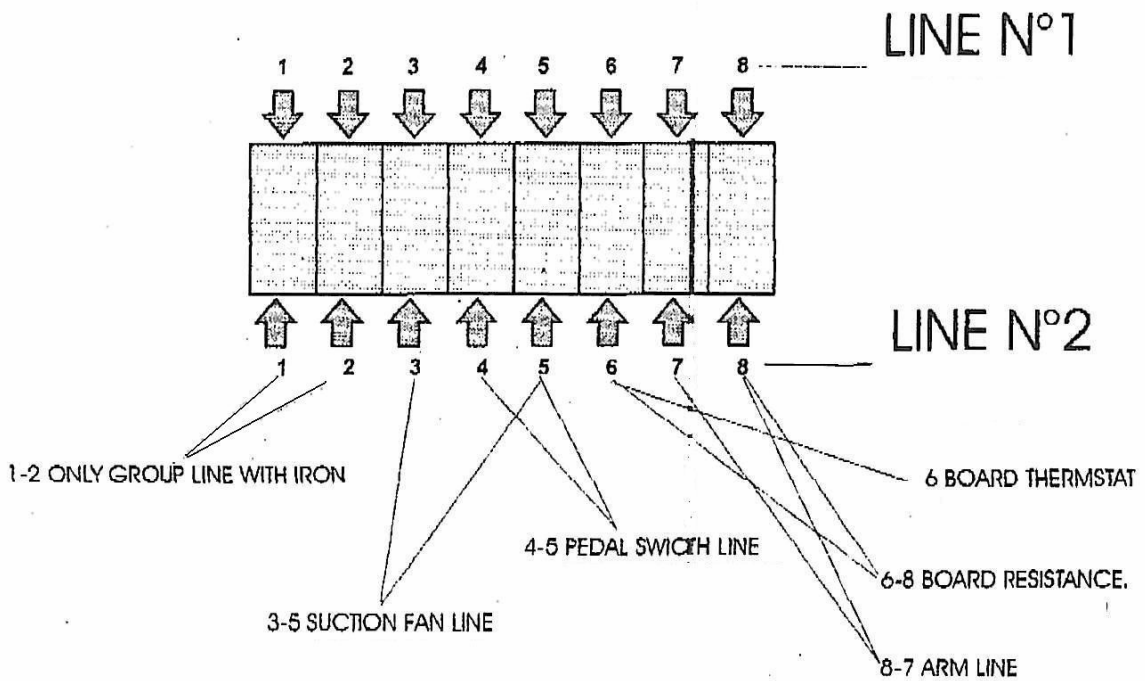 LINE N°1
1 2 3 4 5 6 7 8
LINE N°2
1 2 3 4 5 6 7 8
1-2 ONLY GROUP LINE WITH IRON
6 BOARD THERMSTAT
4-5 PEDAL SWICTH LINE
6-8 BOARD RESISTANCE.
3-5 SUCTION FAN LINE
8-7 ARM LINE